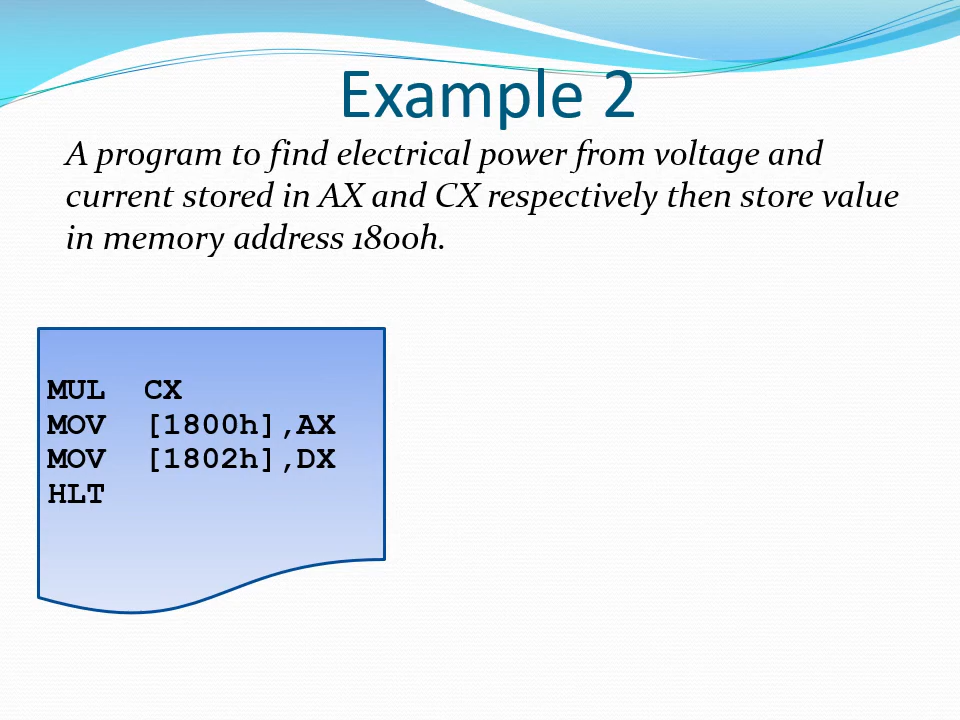 Example 2
A program to find electrical power from voltage and
current stored in AX and CX respectively then store value
in memory address 1800h.
MUL CX
MOV [1800h],AX
MOV [1802h],DX
HLT